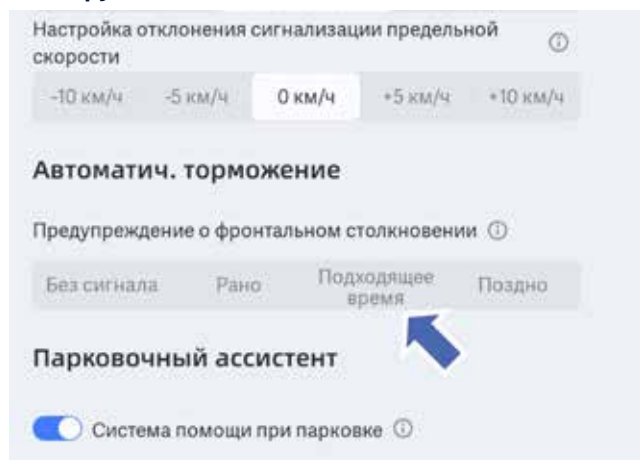 Настройка отклонения сигнализации предельной
скорости
-10 км/ч -5 км/ч 0 км/ч +5 км/ч +10 км/ч
Автоматич. торможение
Предупреждение о фронтальном столкновении
Без сигнала Рано Подходящее время Поздно
Парковочный ассистент
Система помощи при парковке